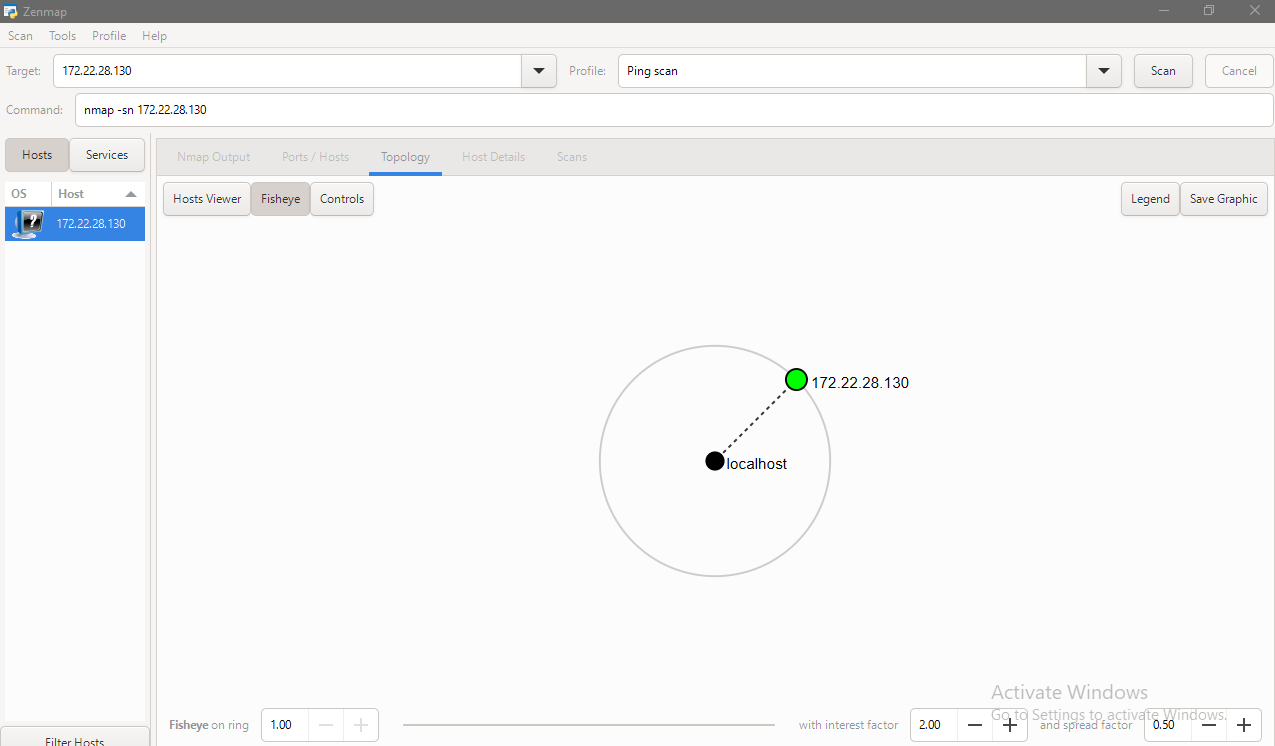 Zenmap
Scan Tools Profile Help
Target: 172.22.28.130 Profile: Ping scan Scan Cancel
Command: nmap -sn 172.22.28.130
Hosts Services
Nmap Output Ports / Hosts Topology Host Details Scans
OS Host
172.22.28.130
Hosts Viewer Fisheye Controls Legend Save Graphic
172.22.28.130
localhost
Activate Windows
Go to Settings to activate Windows.
Fisheye on ring 1.00 with interest factor 2.00 and spread factor 0.50
Filter Hosts